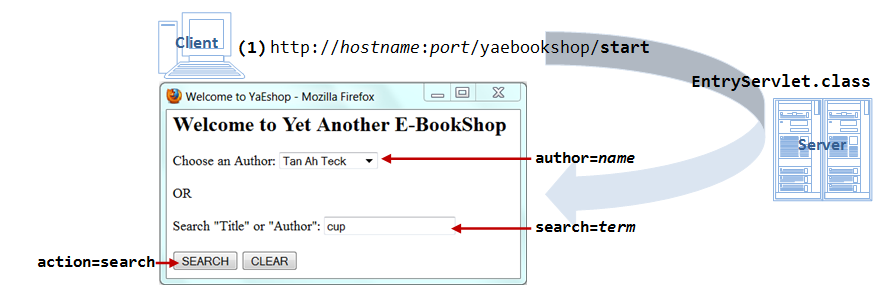 Client
(1) http://hostname:port/yaebookshop/start
EntryServlet.class
Server
Welcome to YaEshop - Mozilla Firefox
Welcome to Yet Another E-BookShop
Choose an Author: Tan Ah Teck
author=name
OR
Search "Title" or "Author": cup
search=term
action=search
SEARCH CLEAR